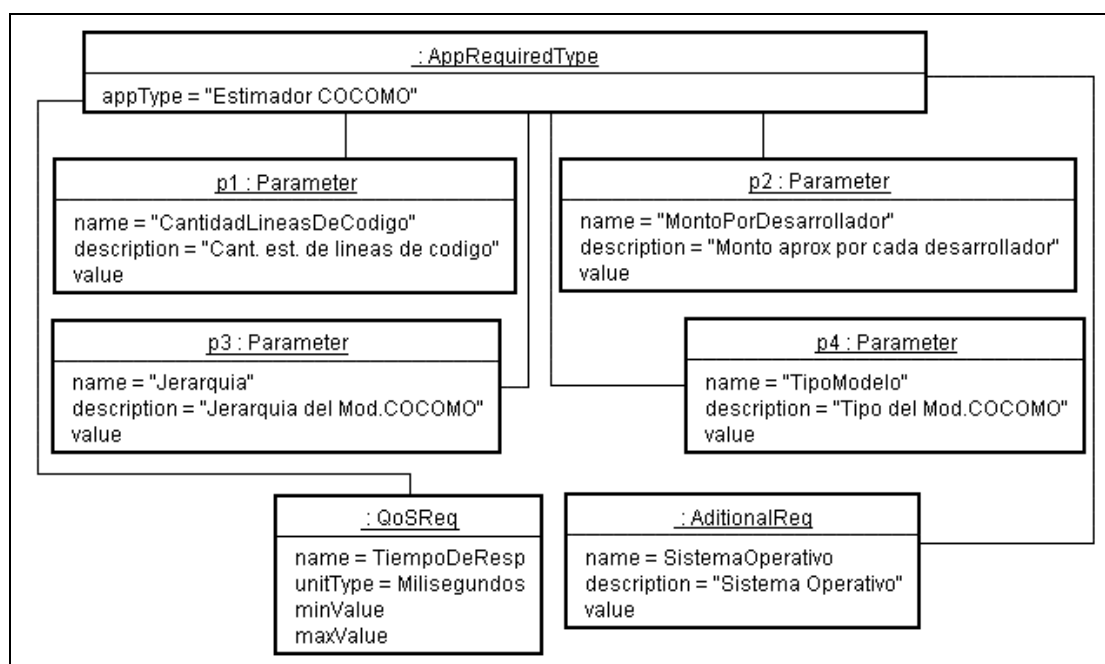 : AppRequiredType
appType = "Estimador COCOMO"
p1 : Parameter
name = "CantidadLineasDeCodigo"
description = "Cant. est. de lineas de codigo"
value
p2 : Parameter
name = "MontoPorDesarrollador"
description = "Monto aprox por cada desarrollador"
value
p3 : Parameter
name = "Jerarquia"
description = "Jerarquia del Mod.COCOMO"
value
p4 : Parameter
name = "TipoModelo"
description = "Tipo del Mod.COCOMO"
value
: QoSReq
name = TiempoDeResp
unitType = Milisegundos
minValue
maxValue
: AditionalReq
name = SistemaOperativo
description = "Sistema Operativo"
value